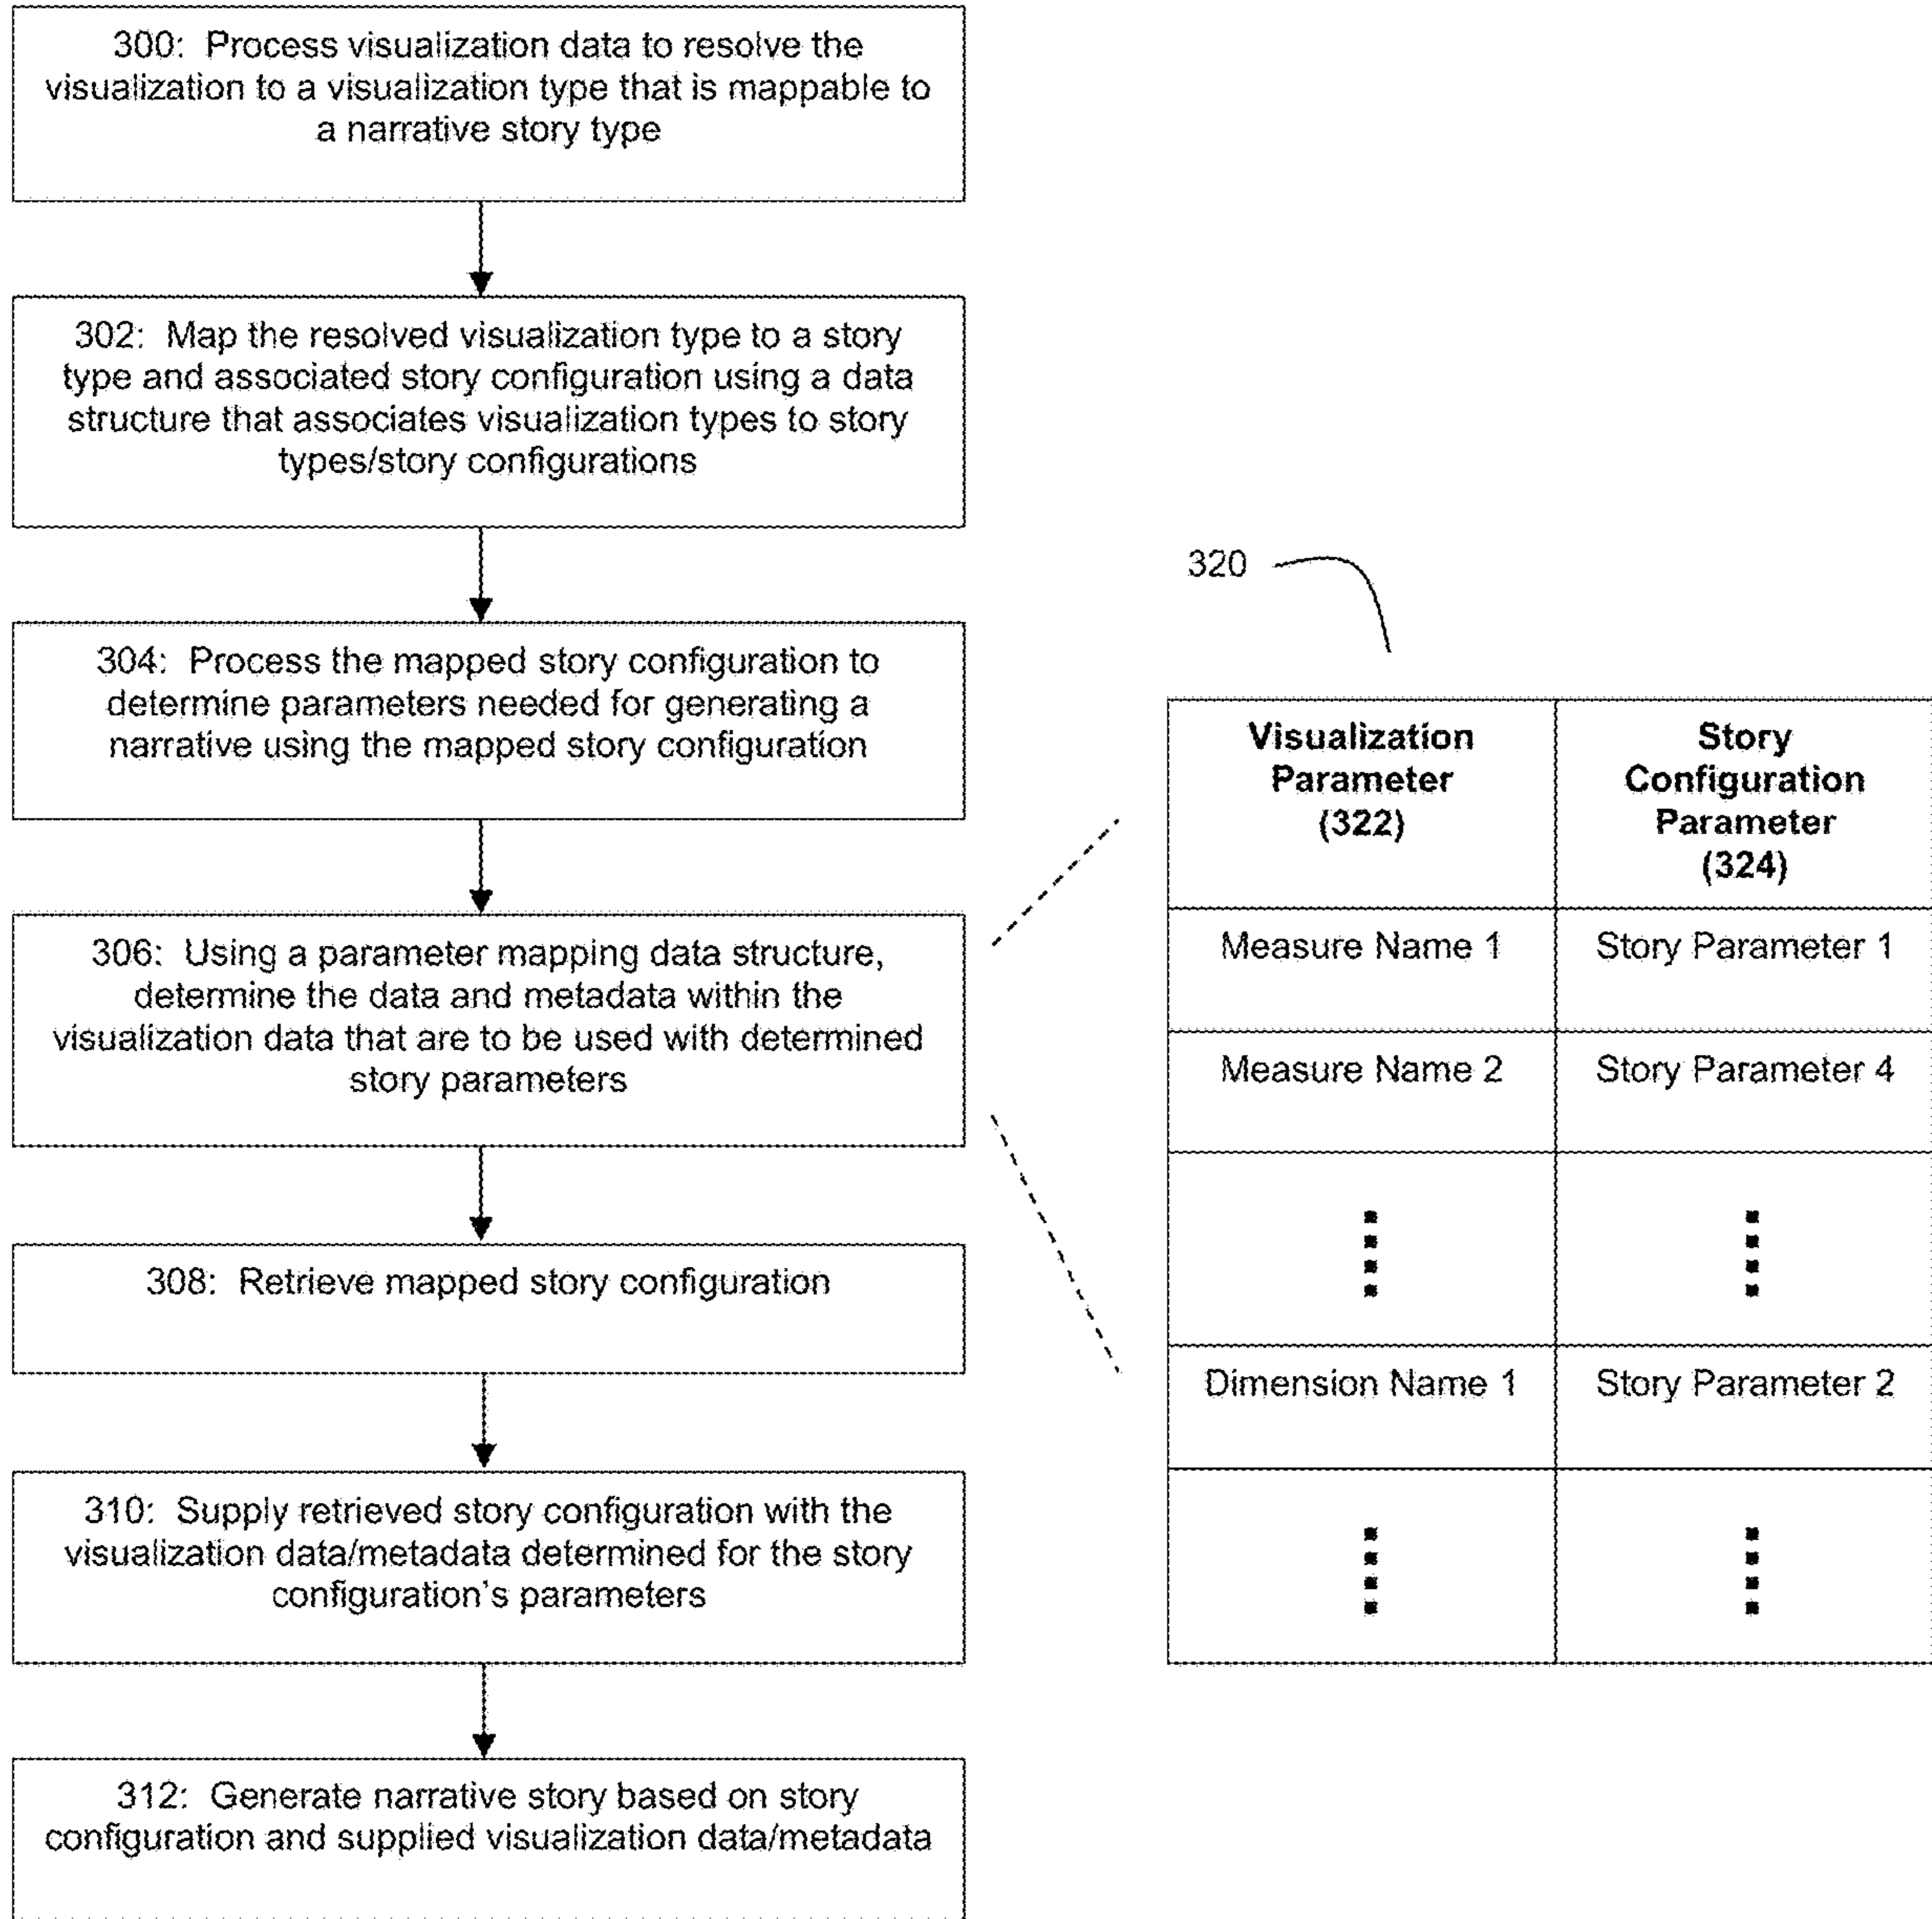 300: Process visualization data to resolve the
visualization to a visualization type that is mappable to
a narrative story type
302: Map the resolved visualization type to a story
type and associated story configuration using a data
structure that associates visualization types to story
types/story configurations
304: Process the mapped story configuration to
determine parameters needed for generating a
narrative using the mapped story configuration
306: Using a parameter mapping data structure,
determine the data and metadata within the
visualization data that are to be used with determined
story parameters
308: Retrieve mapped story configuration
310: Supply retrieved story configuration with the
visualization data/metadata determined for the story
configuration's parameters
312: Generate narrative story based on story
configuration and supplied visualization data/metadata
320
Visualization
Parameter
(322)
Story
Configuration
Parameter
(324)
Measure Name 1
Story Parameter 1
Measure Name 2
Story Parameter 4
Dimension Name 1
Story Parameter 2